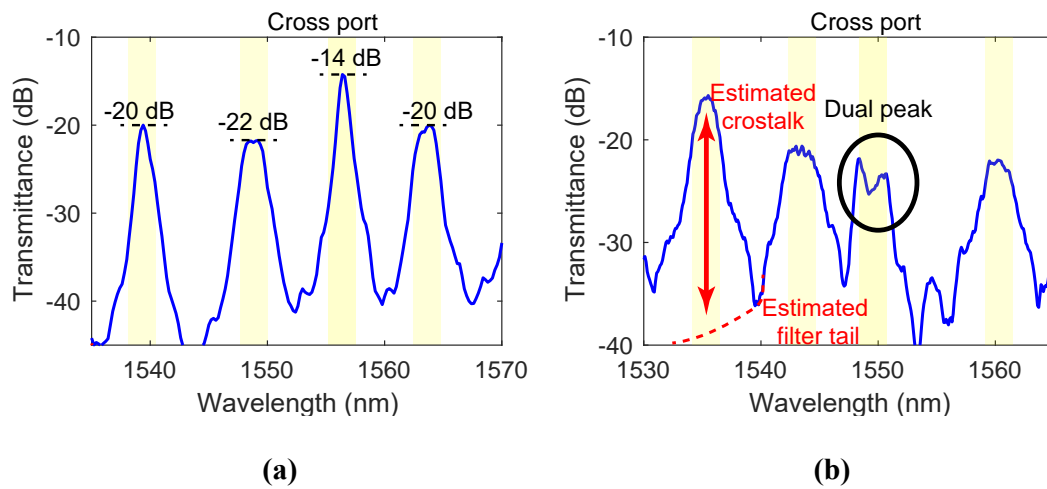 Cross port
Transmittance (dB)
-10
-20
-30
-40
-20 dB
-22 dB
-14 dB
-20 dB
1540
1550
1560
1570
Wavelength (nm)
(a)
Cross port
Transmittance (dB)
-10
-20
-30
-40
Estimated
crostalk
Dual peak
Estimated
filter tail
1530
1540
1550
1560
Wavelength (nm)
(b)